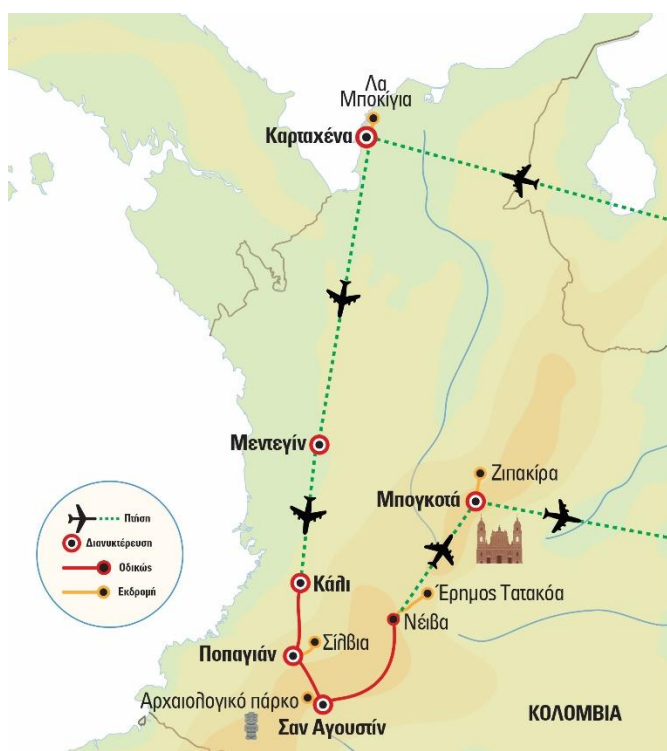 Λα
Μποκίγια
Καρταχένα
Μεντεγίν
Ζιπακίρα
Μπογκοτά
Πτήση
Διανυκτέρευση
Οδικώς
Εκδρομή
Κάλι
Έρημος Τατακόα
Νέιβα
Σίλβια
Ποπαγιάν
Αρχαιολογικό πάρκο
Σαν Αγουστίν
ΚΟΛΟΜΒΙΑ